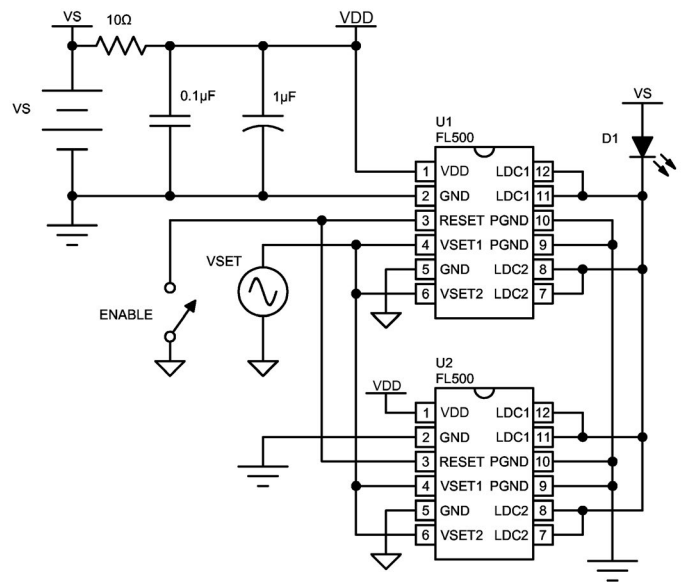 VS
10Ω
VDD
VS
0.1µF
1µF
U1
FL500
VS
D1
1 VDD LDC1 12
2 GND LDC1 11
3 RESET PGND 10
4 VSET1 PGND 9
5 GND LDC2 8
6 VSET2 LDC2 7
VSET
ENABLE
U2
FL500
VDD
1 VDD LDC1 12
2 GND LDC1 11
3 RESET PGND 10
4 VSET1 PGND 9
5 GND LDC2 8
6 VSET2 LDC2 7